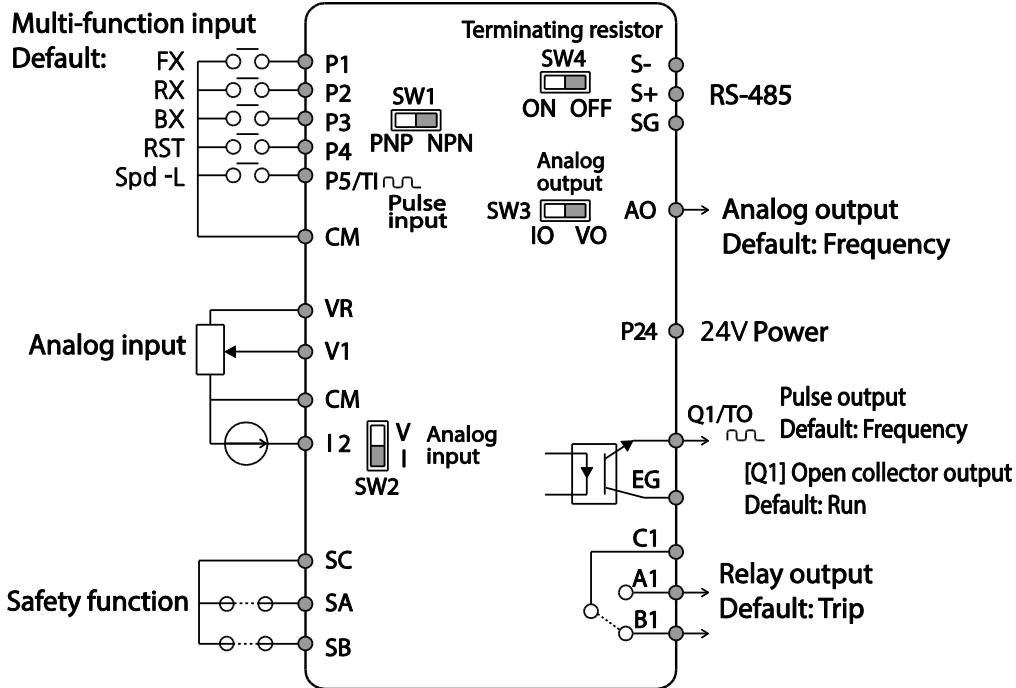 Multi-function input
Default:
FX
RX
BX
RST
Spd -L
P1
P2
P3
P4
P5/TI
Pulse
input
CM
SW1
PNP NPN
Terminating resistor
SW4
ON OFF
S-
S+
SG
RS-485
Analog
output
SW3
IO VO
AO
Analog output
Default: Frequency
Analog input
VR
V1
CM
I 2
V
I
SW2
Analog
input
P24
24V Power
Q1/TO
Pulse output
Default: Frequency
EG
[Q1] Open collector output
Default: Run
Safety function
SC
SA
SB
C1
A1
B1
Relay output
Default: Trip